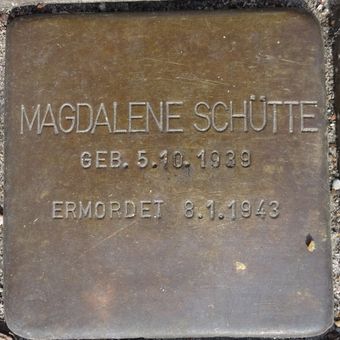 MAGDALENE SCHÜTTE
GEB. 5.10.1939
ERMORDET 8.1.1943